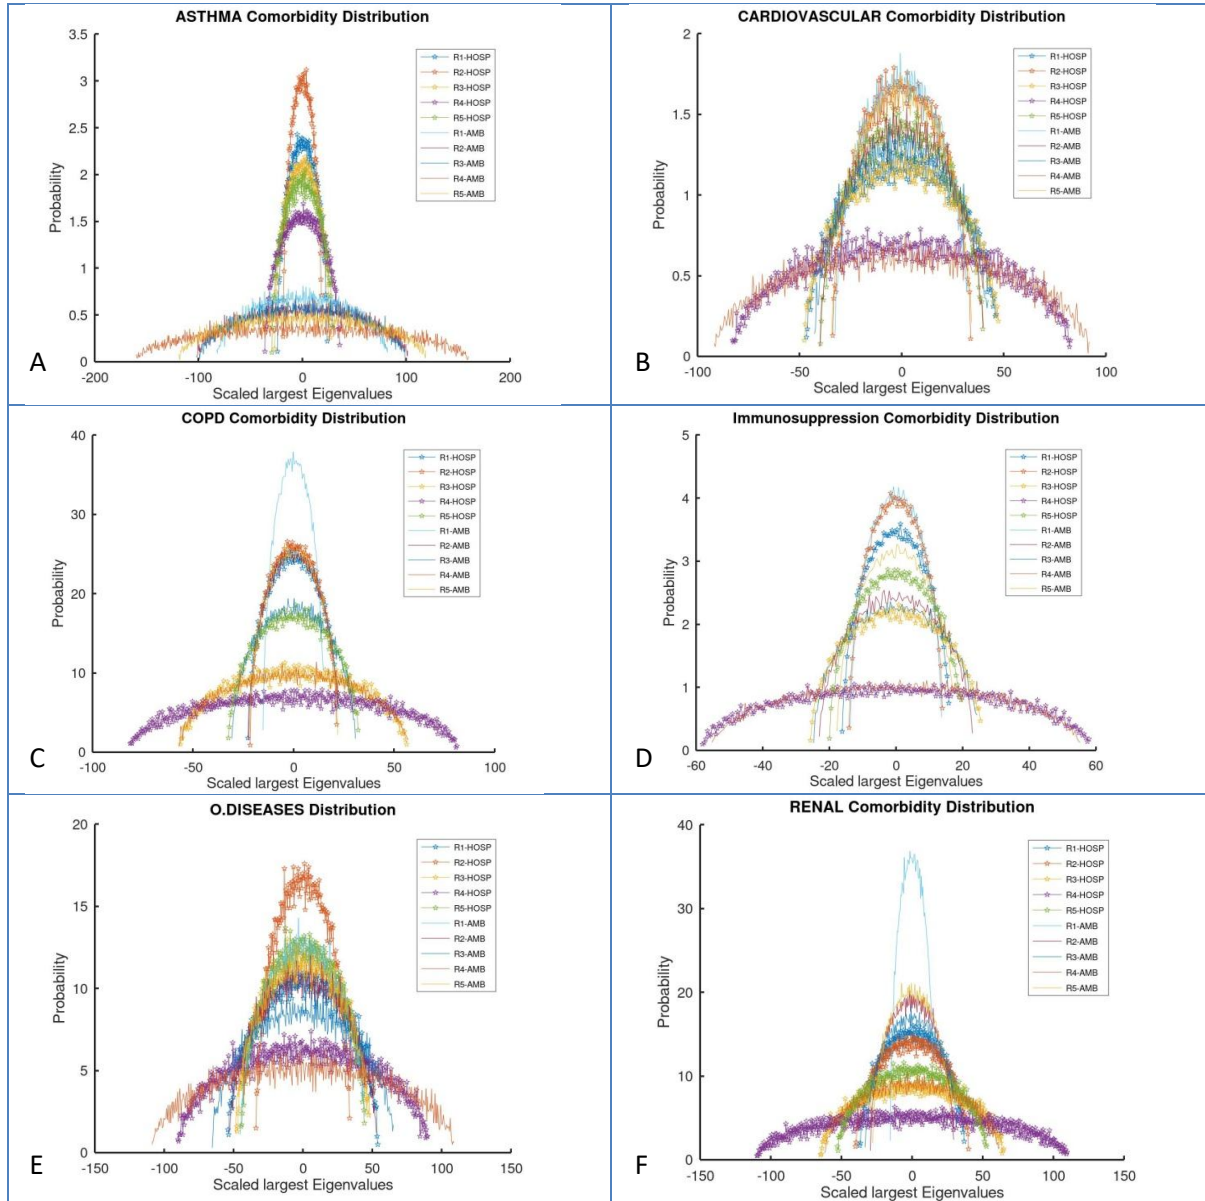 ASTHMA Comorbidity Distribution
3.5
3
2.5
2
1.5
1
0.5
0
Probability
-200
-100
0
100
200
Scaled largest Eigenvalues
R1-HOSP
R2-HOSP
R3-HOSP
R4-HOSP
R5-HOSP
R1-AMB
R2-AMB
R3-AMB
R4-AMB
R5-AMB
A
CARDIOVASCULAR Comorbidity Distribution
2
1.5
1
0.5
0
Probability
-100
-50
0
50
100
Scaled largest Eigenvalues
R1-HOSP
R2-HOSP
R3-HOSP
R4-HOSP
R5-HOSP
R1-AMB
R2-AMB
R3-AMB
R4-AMB
R5-AMB
B
COPD Comorbidity Distribution
40
30
20
10
0
Probability
-100
-50
0
50
100
Scaled largest Eigenvalues
R1-HOSP
R2-HOSP
R3-HOSP
R4-HOSP
R5-HOSP
R1-AMB
R2-AMB
R3-AMB
R4-AMB
R5-AMB
C
Immunosuppression Comorbidity Distribution
5
4
3
2
1
0
Probability
-60
-40
-20
0
20
40
60
Scaled largest Eigenvalues
R1-HOSP
R2-HOSP
R3-HOSP
R4-HOSP
R5-HOSP
R1-AMB
R2-AMB
R3-AMB
R4-AMB
R5-AMB
D
O.DISEASES Distribution
20
15
10
5
0
Probability
-150
-100
-50
0
50
100
150
Scaled largest Eigenvalues
R1-HOSP
R2-HOSP
R3-HOSP
R4-HOSP
R5-HOSP
R1-AMB
R2-AMB
R3-AMB
R4-AMB
R5-AMB
E
RENAL Comorbidity Distribution
40
30
20
10
0
Probability
-150
-100
-50
0
50
100
150
Scaled largest Eigenvalues
R1-HOSP
R2-HOSP
R3-HOSP
R4-HOSP
R5-HOSP
R1-AMB
R2-AMB
R3-AMB
R4-AMB
R5-AMB
F